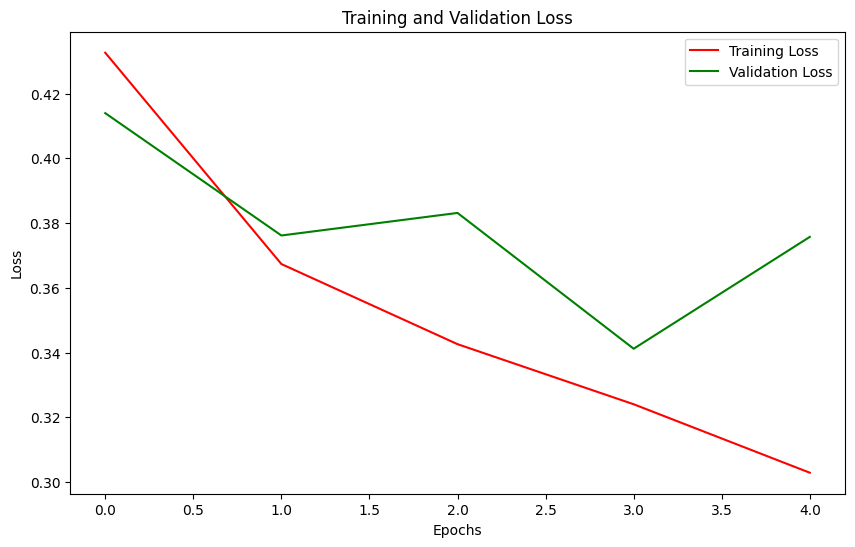 Training and Validation Loss
Training Loss
Validation Loss
Loss
0.42
0.40
0.38
0.36
0.34
0.32
0.30
0.0 0.5 1.0 1.5 2.0 2.5 3.0 3.5 4.0
Epochs